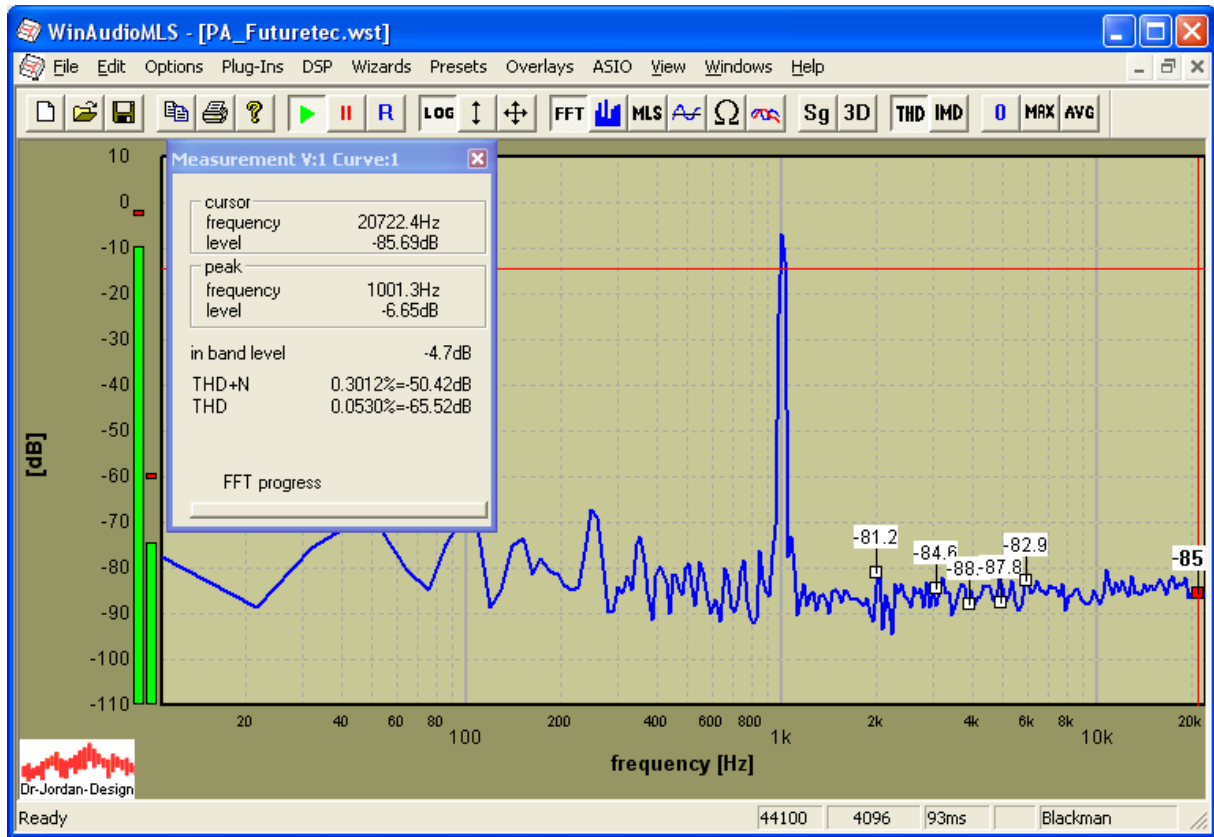 WinAudioMLS - [PA_Futuretec.wst]
File Edit Options Plug-Ins DSP Wizards Presets Overlays ASIO View Windows Help
R LOG FFT MLS Ω Sg 3D THD IMD 0 MAX AVG
Measurement V:1 Curve:1
cursor
frequency 20722.4Hz
level -85.69dB
peak
frequency 1001.3Hz
level -6.65dB
in band level -4.7dB
THD+N 0.3012%=-50.42dB
THD 0.0530%=-65.52dB
FFT progress
10
0
-10
-20
-30
-40
-50
-60
-70
-80
-90
-100
-110
[dB]
-81.2 -84.6 -88. -87.8 -82.9 -85
20 40 60 80 200 400 600 800 2k 4k 6k 8k 20k
100 1k 10k
frequency [Hz]
Dr-Jordan-Design
Ready 44100 4096 93ms Blackman